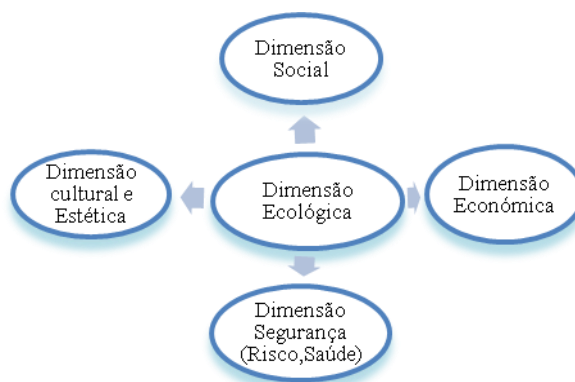 Dimensão
Social
Dimensão
cultural e
Estética
Dimensão
Ecológica
Dimensão
Económica
Dimensão
Segurança
(Risco,Saúde)